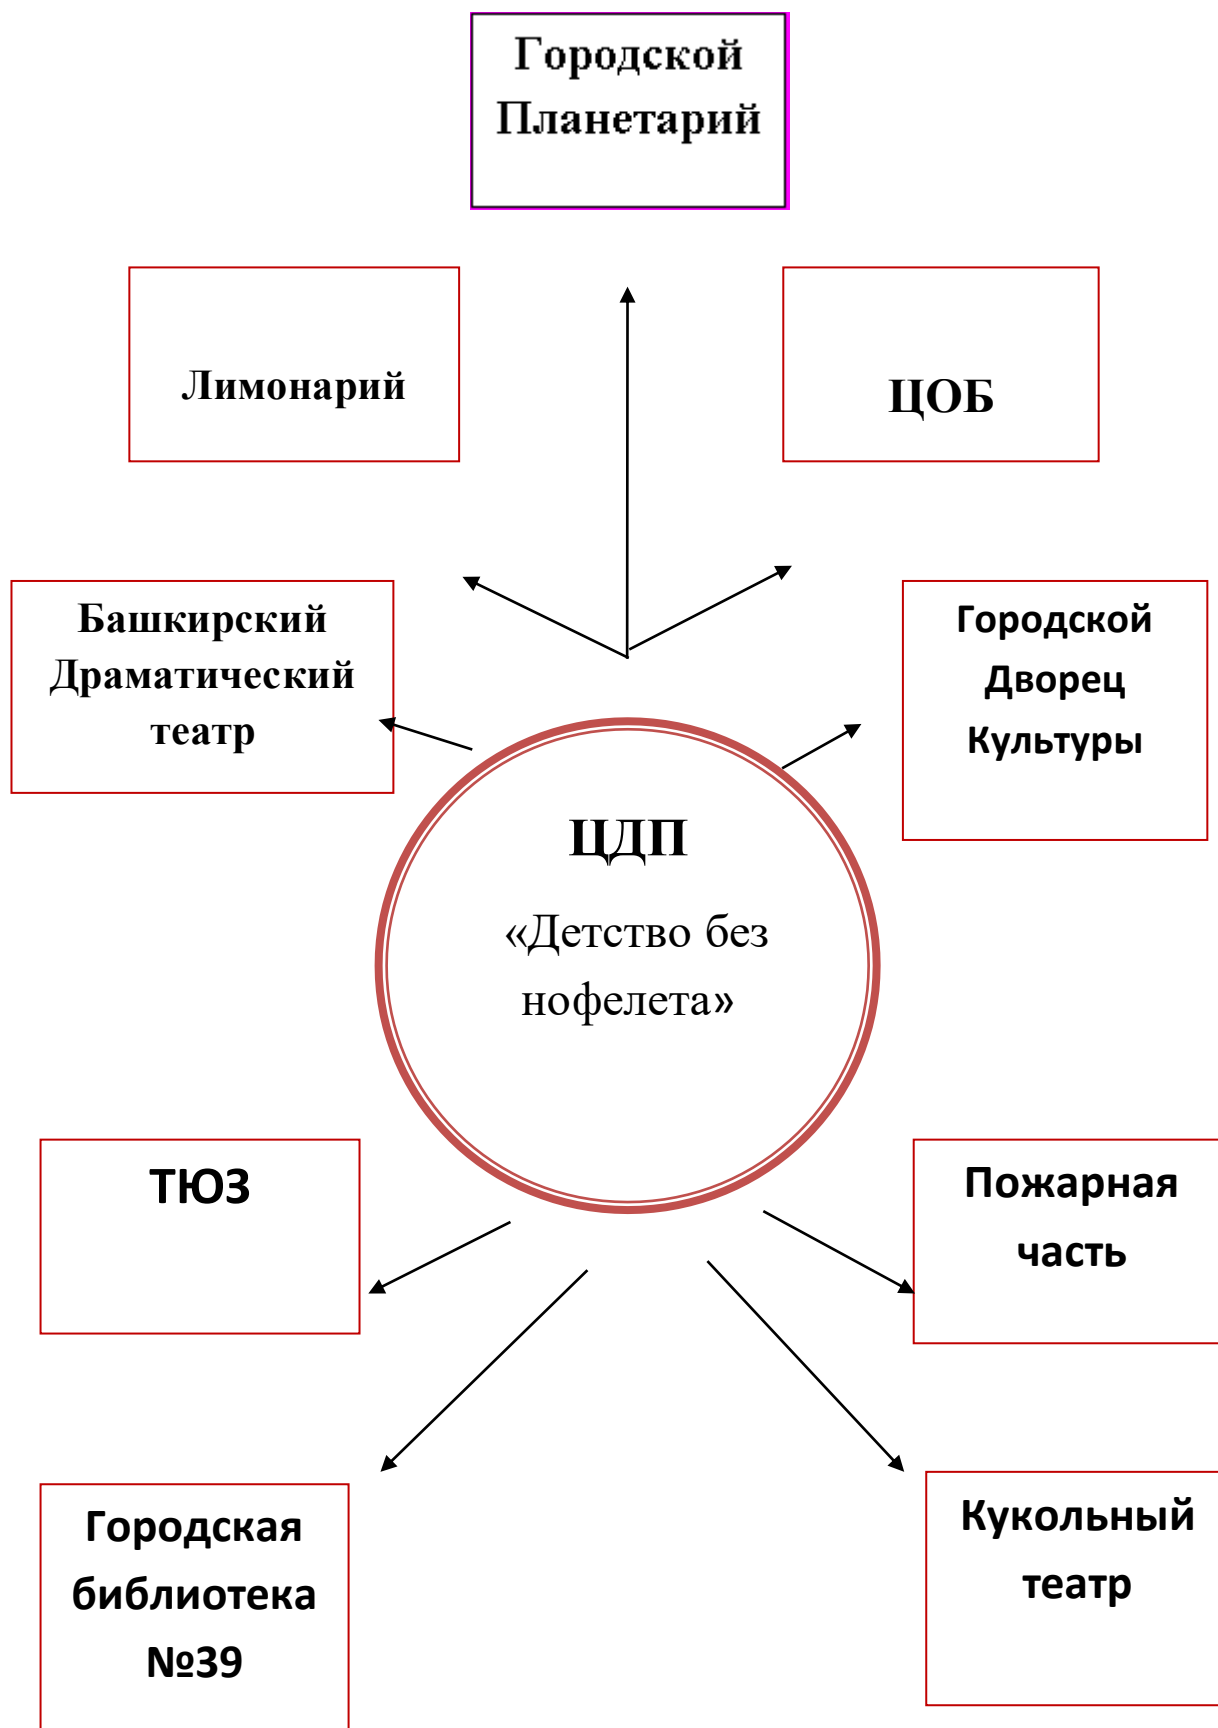 Городской
Планетарий
Лимонарий
ЦОБ
Башкирский
Драматический
театр
Городской
Дворец
Культуры
ЦДП
«Детство без
нофелета»
ТЮЗ
Пожарная
часть
Городская
библиотека
№39
Кукольный
театр